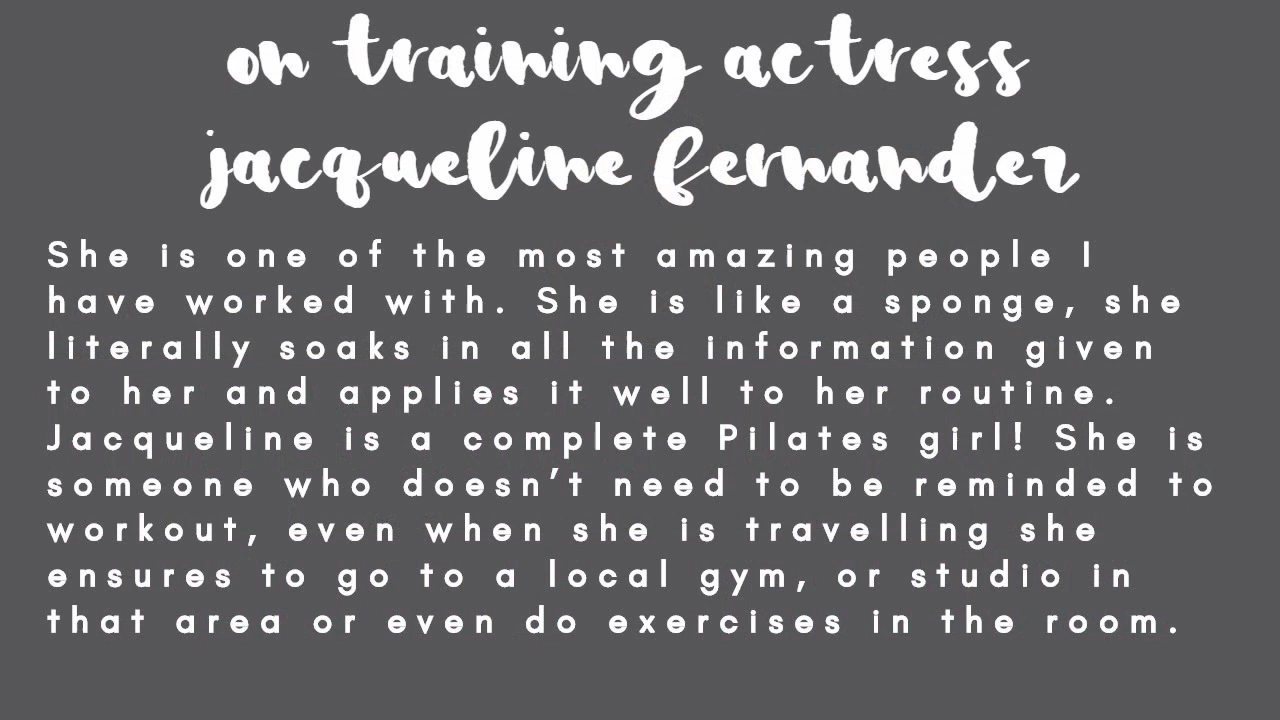 on training actress
jacqueline fernandez
She is one of the most amazing people I
have worked with. She is like a sponge, she
literally soaks in all the information given
to her and applies it well to her routine.
Jacqueline is a complete Pilates girl! She is
someone who doesn't need to be reminded to
workout, even when she is travelling she
ensures to go to a local gym, or studio in
that area or even do exercises in the room.